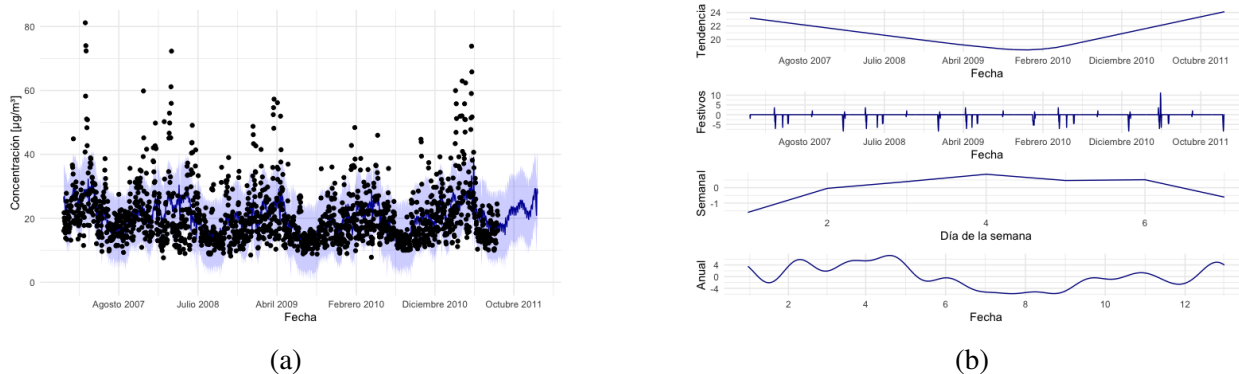 80
60
40
20
0
Concentración [µg/m³]
Agosto 2007 Julio 2008 Abril 2009 Febrero 2010 Diciembre 2010 Octubre 2011
Fecha
(a)
24
22
20
Tendencia
Agosto 2007 Julio 2008 Abril 2009 Febrero 2010 Diciembre 2010 Octubre 2011
Fecha
10
5
0
-5
Festivos
Agosto 2007 Julio 2008 Abril 2009 Febrero 2010 Diciembre 2010 Octubre 2011
Fecha
0
-1
Semanal
2 4 6
Día de la semana
4
0
-4
Anual
2 4 6 8 10 12
Fecha
(b)